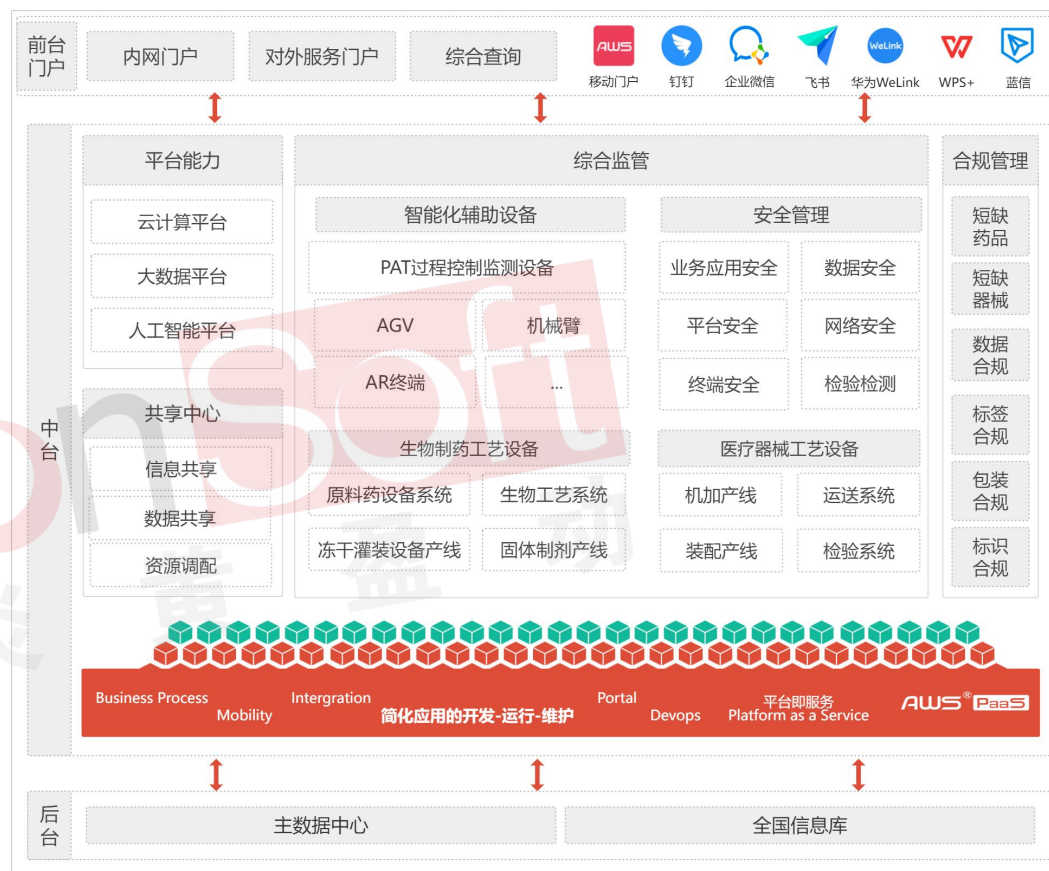 前台
门户
内网门户
对外服务门户
综合查询
AWS
移动门户
钉钉
企业微信
飞书
WeLink
华为WeLink
WPS+
蓝信
中
台
平台能力
云计算平台
大数据平台
人工智能平台
共享中心
信息共享
数据共享
资源调配
综合监管
智能化辅助设备
PAT过程控制监测设备
AGV
机械臂
AR终端
...
安全管理
业务应用安全
数据安全
平台安全
网络安全
终端安全
检验检测
生物制药工艺设备
原料药设备系统
生物工艺系统
冻干灌装设备产线
固体制剂产线
医疗器械工艺设备
机加产线
运送系统
装配产线
检验系统
合规管理
短缺
药品
短缺
器械
数据
合规
标签
合规
包装
合规
标识
合规
Business Process
Mobility
Intergration
简化应用的开发-运行-维护
Portal
Devops
平台即服务
Platform as a Service
AWS® PaaS
后
台
主数据中心
全国信息库
onSoft
炎黄盈动